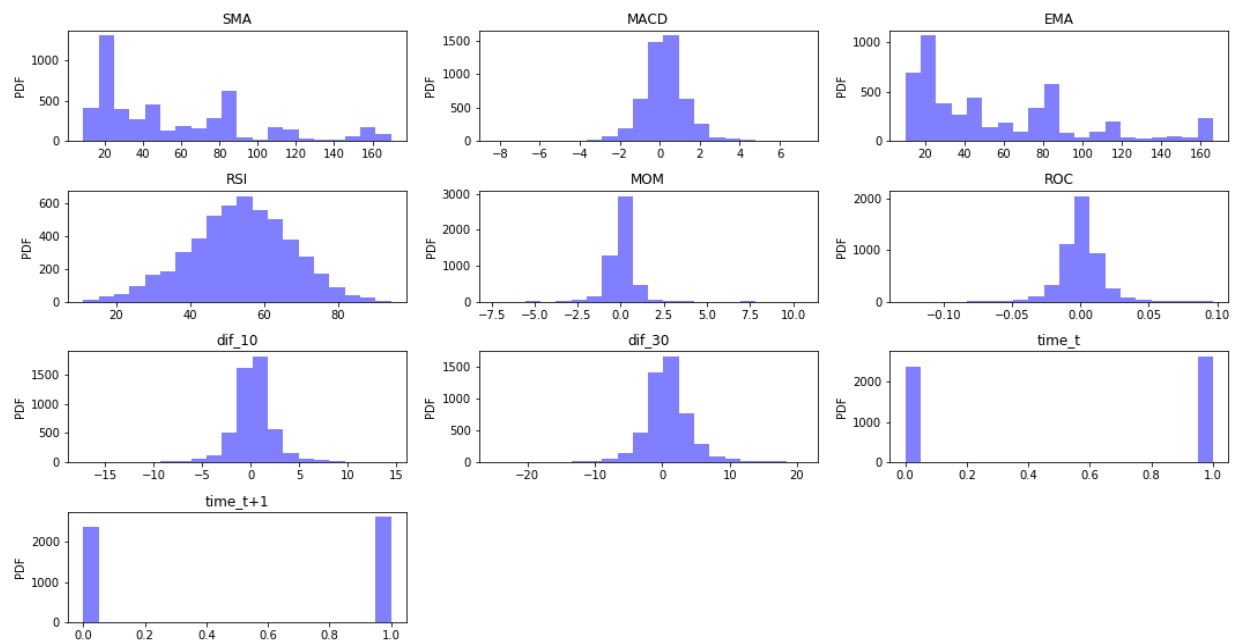 SMA
MACD
EMA
PDF
1000
500
0
20 40 60 80 100 120 140 160
PDF
1500
1000
500
0
−8 −6 −4 −2 0 2 4 6
PDF
1000
500
0
20 40 60 80 100 120 140 160
RSI
MOM
ROC
PDF
600
400
200
0
20 40 60 80
PDF
3000
2000
1000
0
−7.5 −5.0 −2.5 0.0 2.5 5.0 7.5 10.0
PDF
2000
1000
0
−0.10 −0.05 0.00 0.05 0.10
dif_10
dif_30
time_t
PDF
1500
1000
500
0
−15 −10 −5 0 5 10 15
PDF
1500
1000
500
0
−20 −10 0 10 20
PDF
2000
1000
0
0.0 0.2 0.4 0.6 0.8 1.0
time_t+1
PDF
2000
1000
0
0.0 0.2 0.4 0.6 0.8 1.0